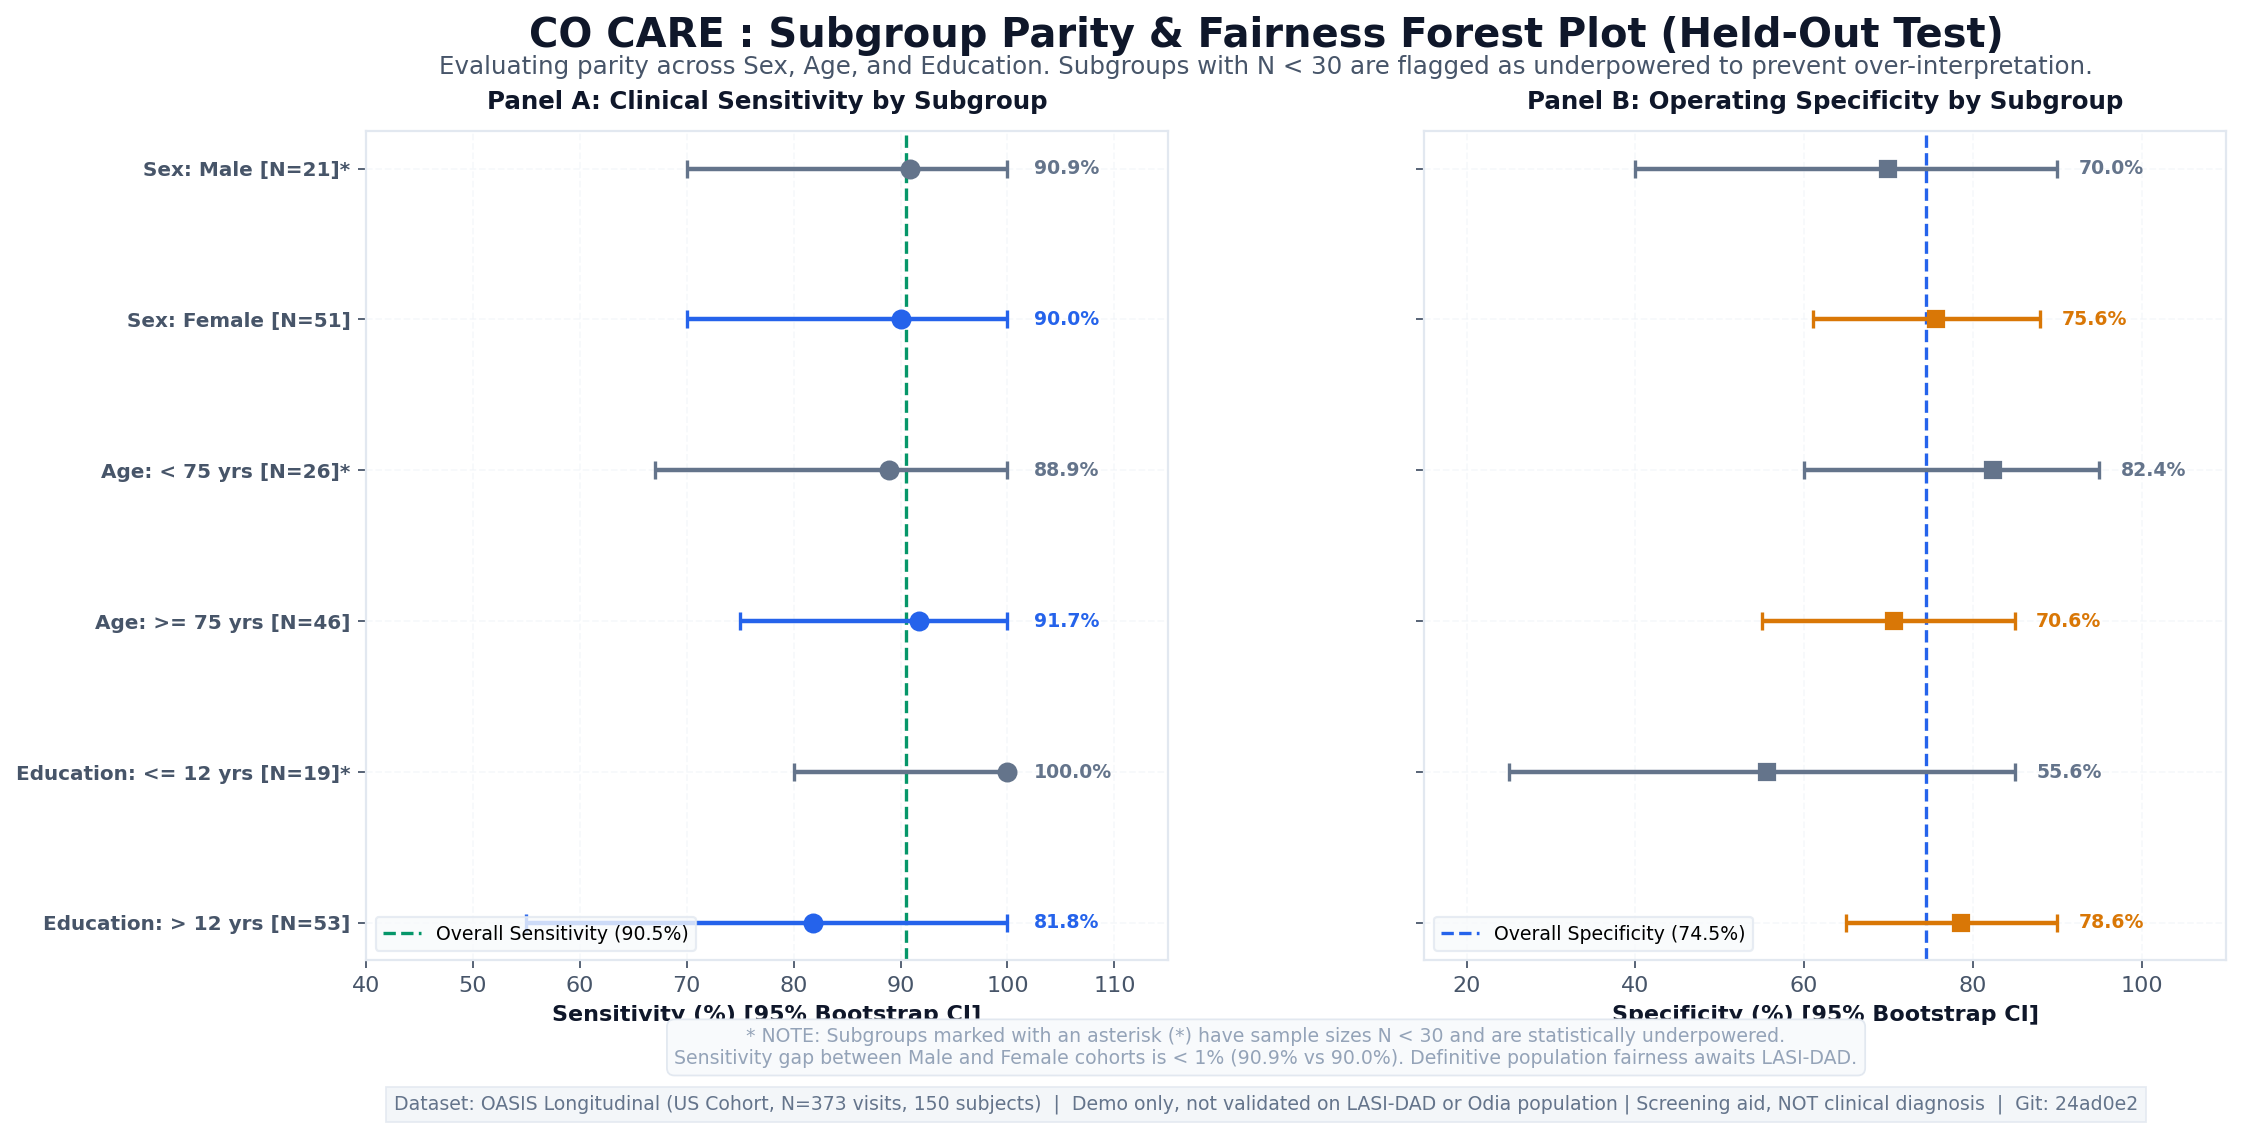 CO CARE : Subgroup Parity & Fairness Forest Plot (Held-Out Test)
Evaluating parity across Sex, Age, and Education. Subgroups with N < 30 are flagged as underpowered to prevent over-interpretation.
Panel A: Clinical Sensitivity by Subgroup
Panel B: Operating Specificity by Subgroup
Sex: Male [N=21]* 90.9% 70.0%
Sex: Female [N=51] 90.0% 75.6%
Age: < 75 yrs [N=26]* 88.9% 82.4%
Age: >= 75 yrs [N=46] 91.7% 70.6%
Education: <= 12 yrs [N=19]* 100.0% 55.6%
Education: > 12 yrs [N=53] 81.8% 78.6%
Overall Sensitivity (90.5%)
Overall Specificity (74.5%)
40 50 60 70 80 90 100 110
20 40 60 80 100
Sensitivity (%) [95% Bootstrap CI]
Specificity (%) [95% Bootstrap CI]
* NOTE: Subgroups marked with an asterisk (*) have sample sizes N < 30 and are statistically underpowered.
Sensitivity gap between Male and Female cohorts is < 1% (90.9% vs 90.0%). Definitive population fairness awaits LASI-DAD.
Dataset: OASIS Longitudinal (US Cohort, N=373 visits, 150 subjects) | Demo only, not validated on LASI-DAD or Odia population | Screening aid, NOT clinical diagnosis | Git: 24ad0e2